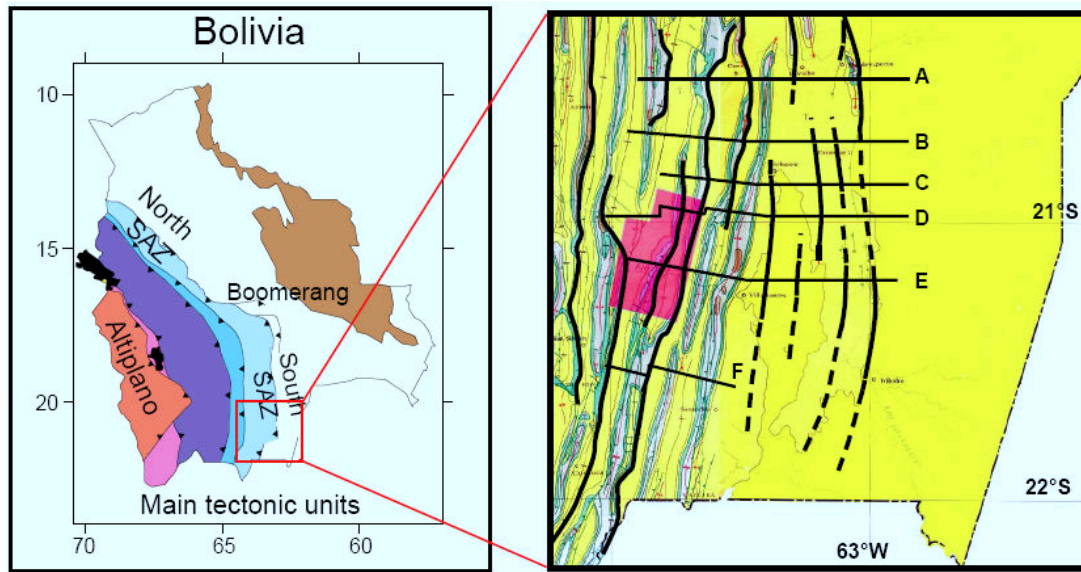 Bolivia
10
15
20
North
SAZ
Boomerang
Altiplano
South
SAZ
Main tectonic units
70
65
60
A
B
C
D
21°S
E
F
22°S
63°W